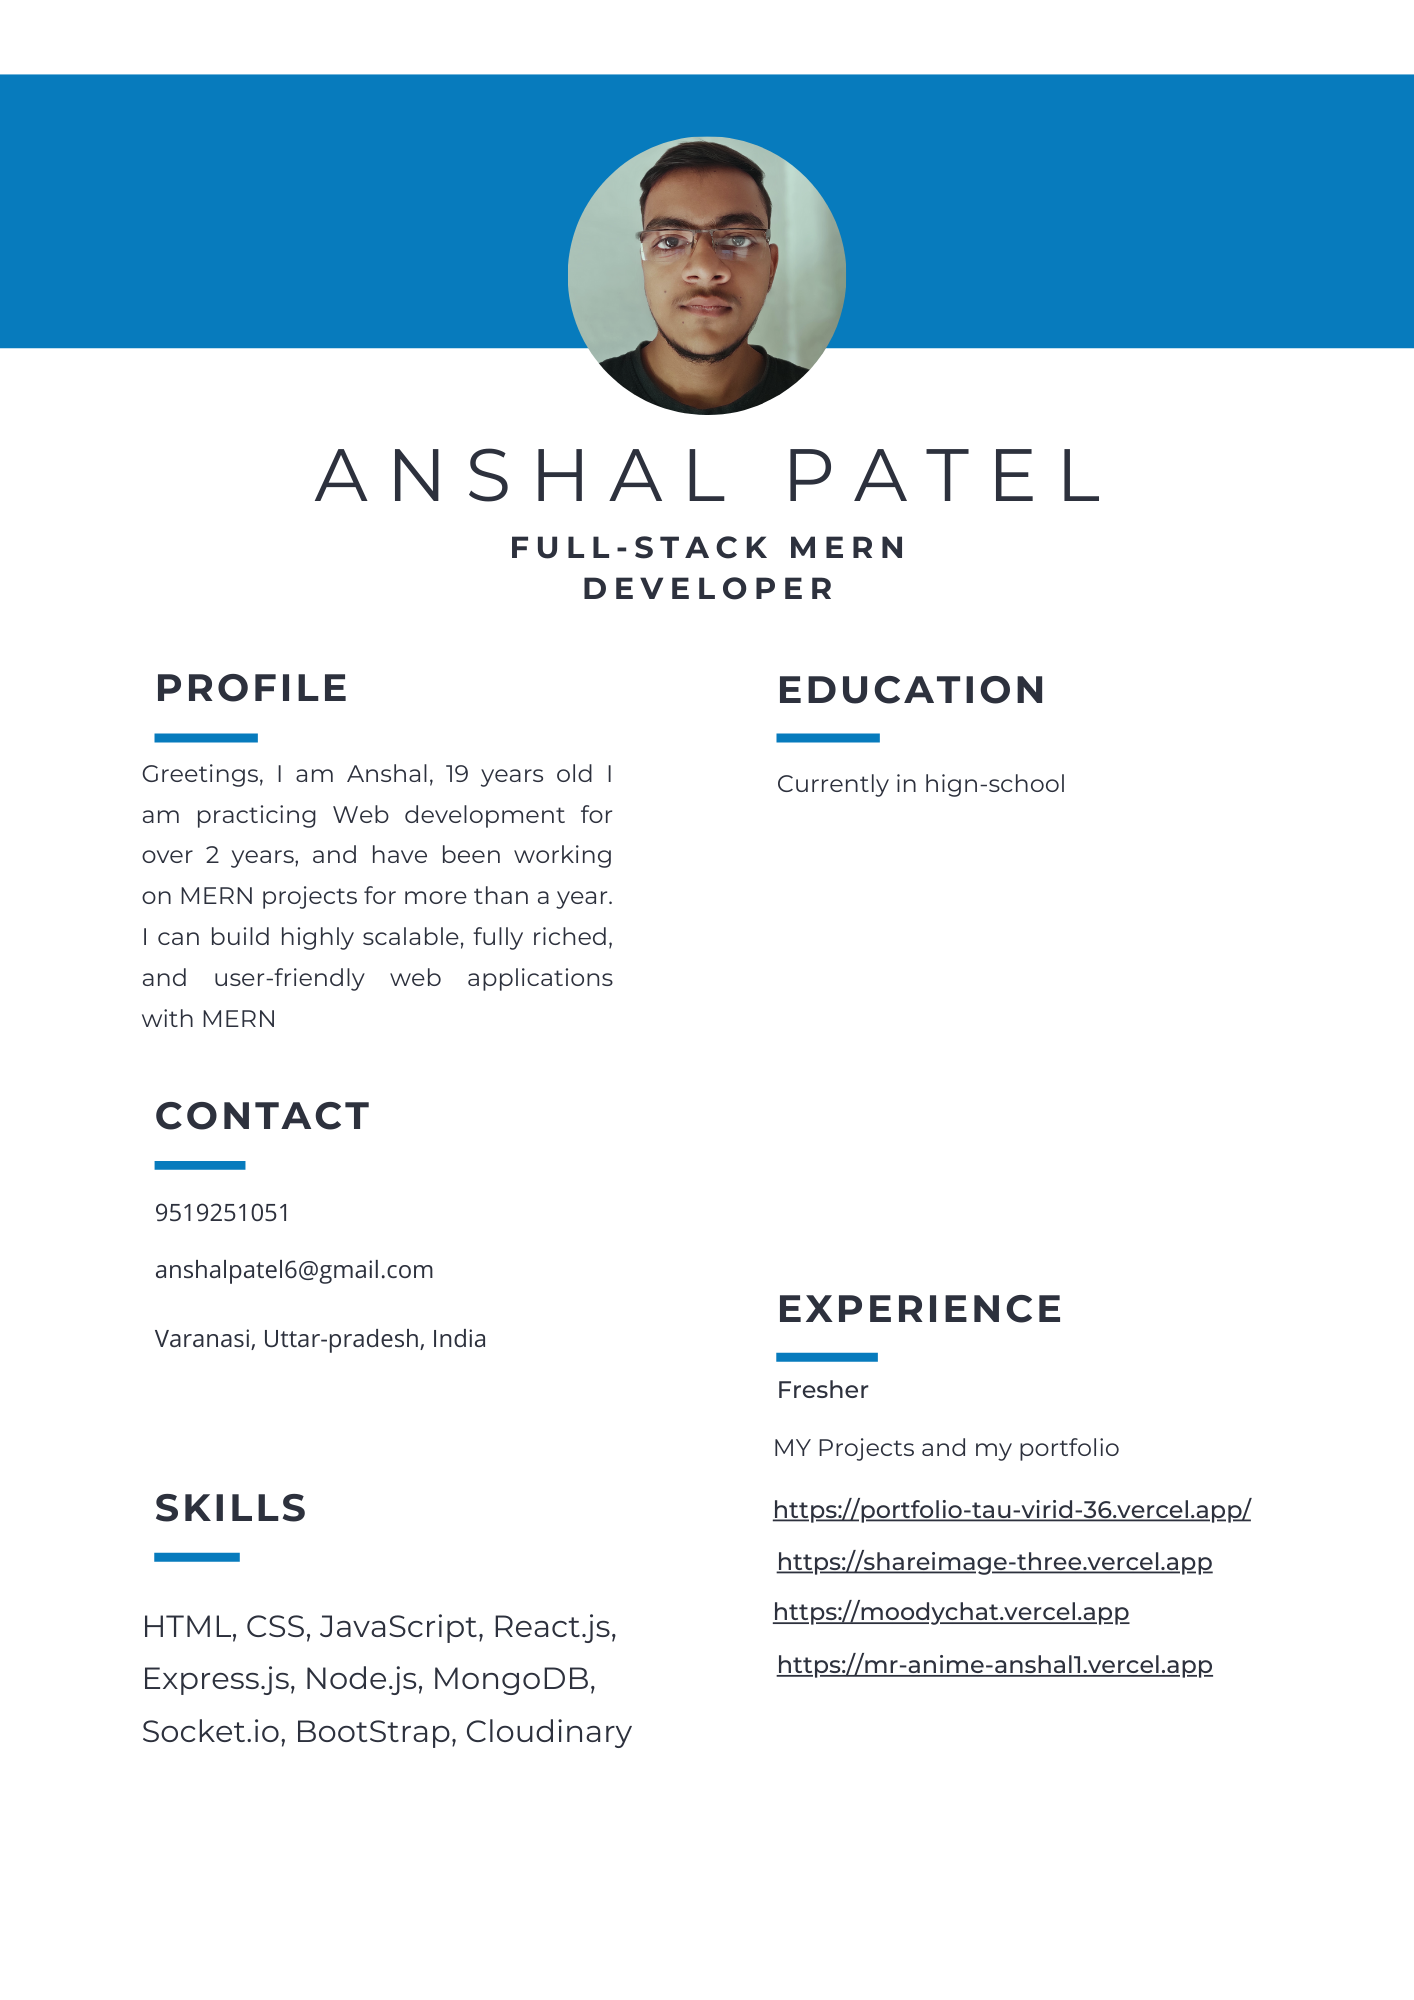 ANSHAL PATEL
FULL-STACK MERN
DEVELOPER
PROFILE
Greetings, I am Anshal, 19 years old I
am practicing Web development for
over 2 years, and have been working
on MERN projects for more than a year.
I can build highly scalable, fully riched,
and user-friendly web applications
with MERN
CONTACT
9519251051
anshalpatel6@gmail.com
Varanasi, Uttar-pradesh, India
SKILLS
HTML, CSS, JavaScript, React.js,
Express.js, Node.js, MongoDB,
Socket.io, BootStrap, Cloudinary
EDUCATION
Currently in hign-school
EXPERIENCE
Fresher
MY Projects and my portfolio
https://portfolio-tau-virid-36.vercel.app/
https://shareimage-three.vercel.app
https://moodychat.vercel.app
https://mr-anime-anshal1.vercel.app